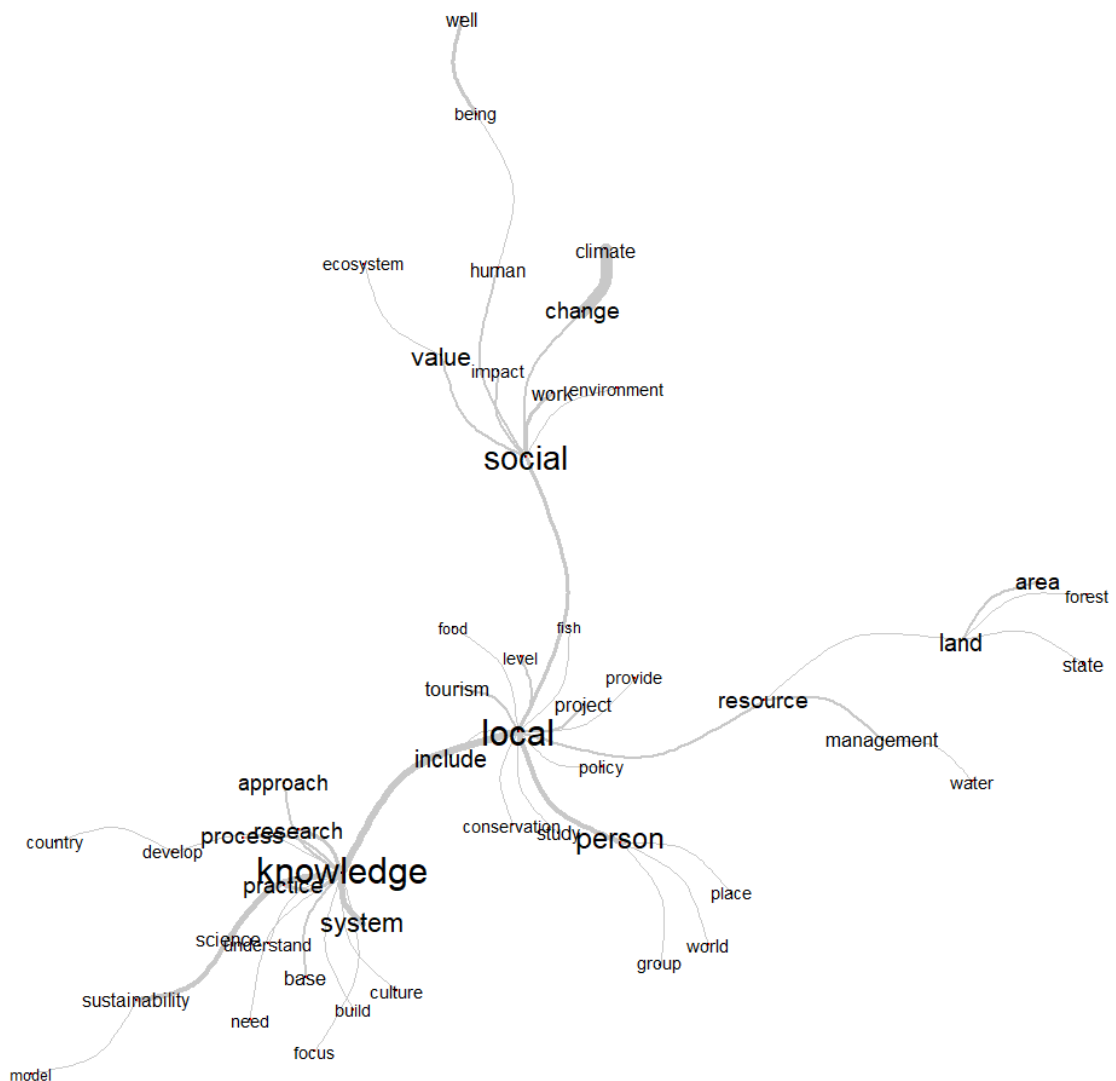 well
being
climate
ecosystem
human
change
value
impact
work
environment
social
area
forest
food
fish
land
level
state
provide
tourism
resource
project
local
management
include
policy
approach
water
conservation
study
research
process
person
country
develop
knowledge
practice
place
system
science
understand
world
group
base
culture
sustainability
build
need
focus
model